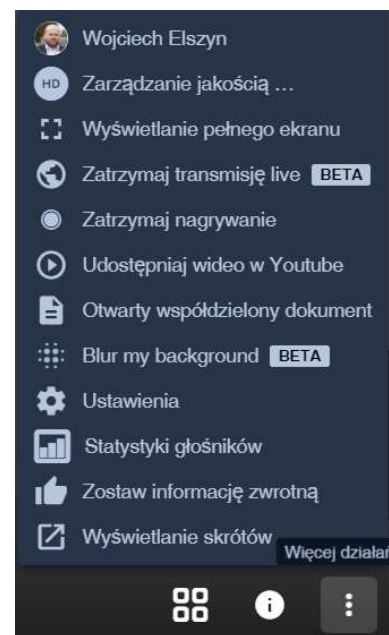 Wojciech Elszyn
HD Zarządzanie jakością ...
Wyświetlanie pełnego ekranu
Zatrzymaj transmisję live BETA
Zatrzymaj nagrywanie
Udostępniaj wideo w Youtube
Otwarty współdzielony dokument
Blur my background BETA
Ustawienia
Statystyki głośników
Zostaw informację zwrotną
Wyświetlanie skrótów
Więcej działań